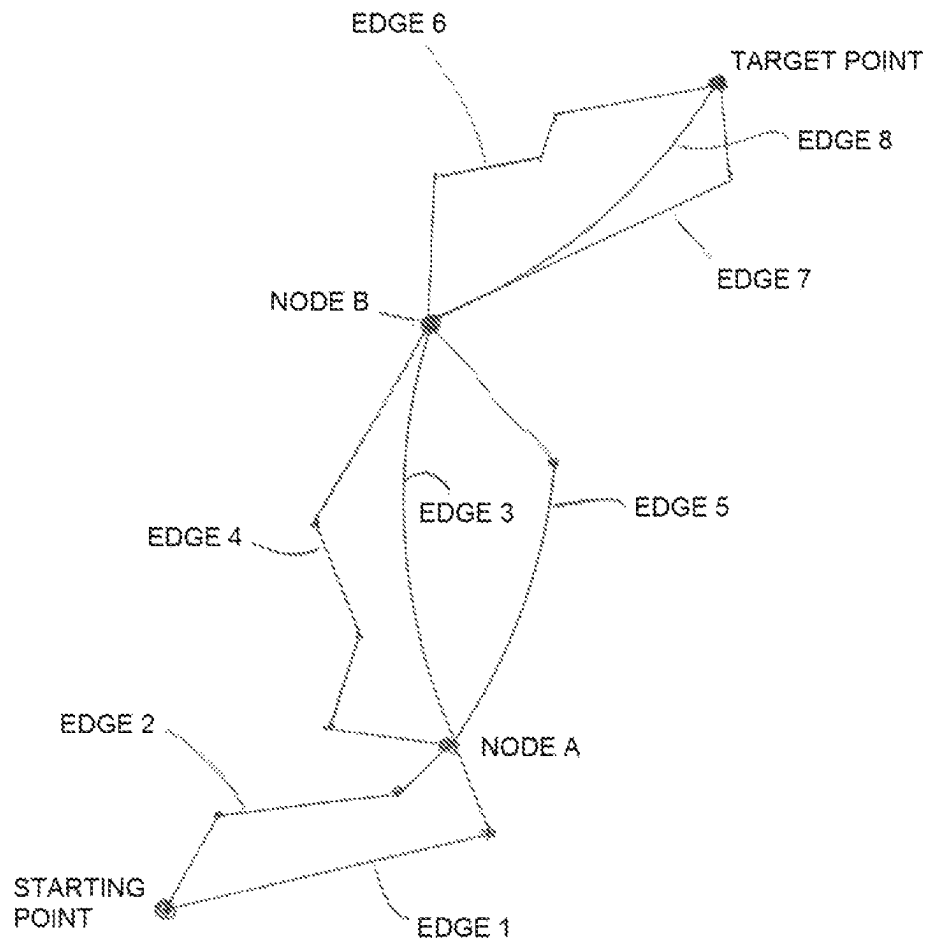 EDGE 6
TARGET POINT
EDGE 8
EDGE 7
NODE B
EDGE 3
EDGE 5
EDGE 4
EDGE 2
NODE A
STARTING
POINT
EDGE 1